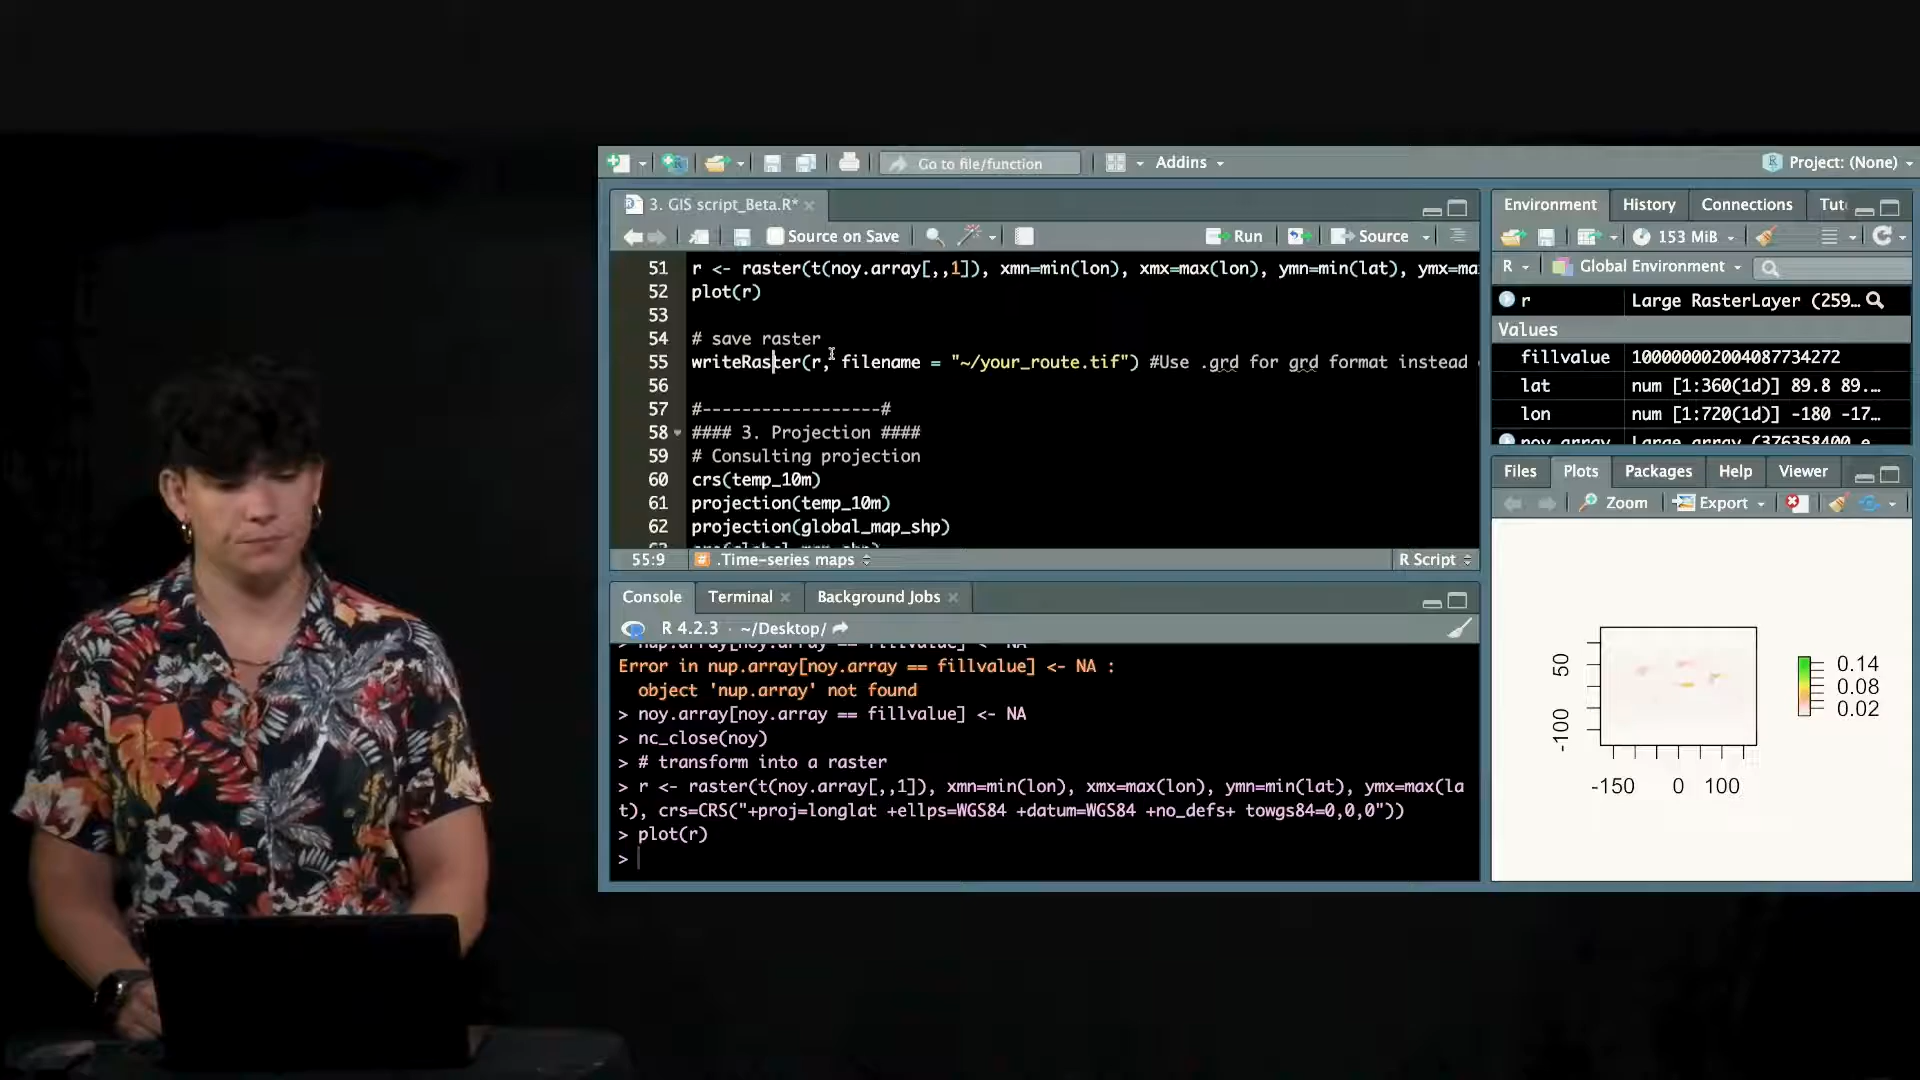 Go to file/function
Addins
Project: (None)
3. GIS script_Beta.R*
Source on Save
Run
Source
51 r <- raster(t(noy.array[,,1]), xmn=min(lon), xmx=max(lon), ymn=min(lat), ymx=ma
52 plot(r)
53
54 # save raster
55 writeRaster(r, filename = "~/your_route.tif") #Use .grd for grd format instead
56
57 #------------------#
58 #### 3. Projection ####
59 # Consulting projection
60 crs(temp_10m)
61 projection(temp_10m)
62 projection(global_map_shp)
55:9 .Time-series maps R Script
Console Terminal Background Jobs
R 4.2.3 · ~/Desktop/
Error in nup.array[noy.array == fillvalue] <- NA :
object 'nup.array' not found
> noy.array[noy.array == fillvalue] <- NA
> nc_close(noy)
> # transform into a raster
> r <- raster(t(noy.array[,,1]), xmn=min(lon), xmx=max(lon), ymn=min(lat), ymx=max(la
t), crs=CRS("+proj=longlat +ellps=WGS84 +datum=WGS84 +no_defs+ towgs84=0,0,0"))
> plot(r)
>
Environment History Connections Tut
153 MiB
R Global Environment
r Large RasterLayer (259…
Values
fillvalue 100000002004087734272
lat num [1:360(1d)] 89.8 89.…
lon num [1:720(1d)] -180 -17…
noy.array Large array (376358400 e
Files Plots Packages Help Viewer
Zoom Export
50
-100
-150 0 100
0.14
0.08
0.02